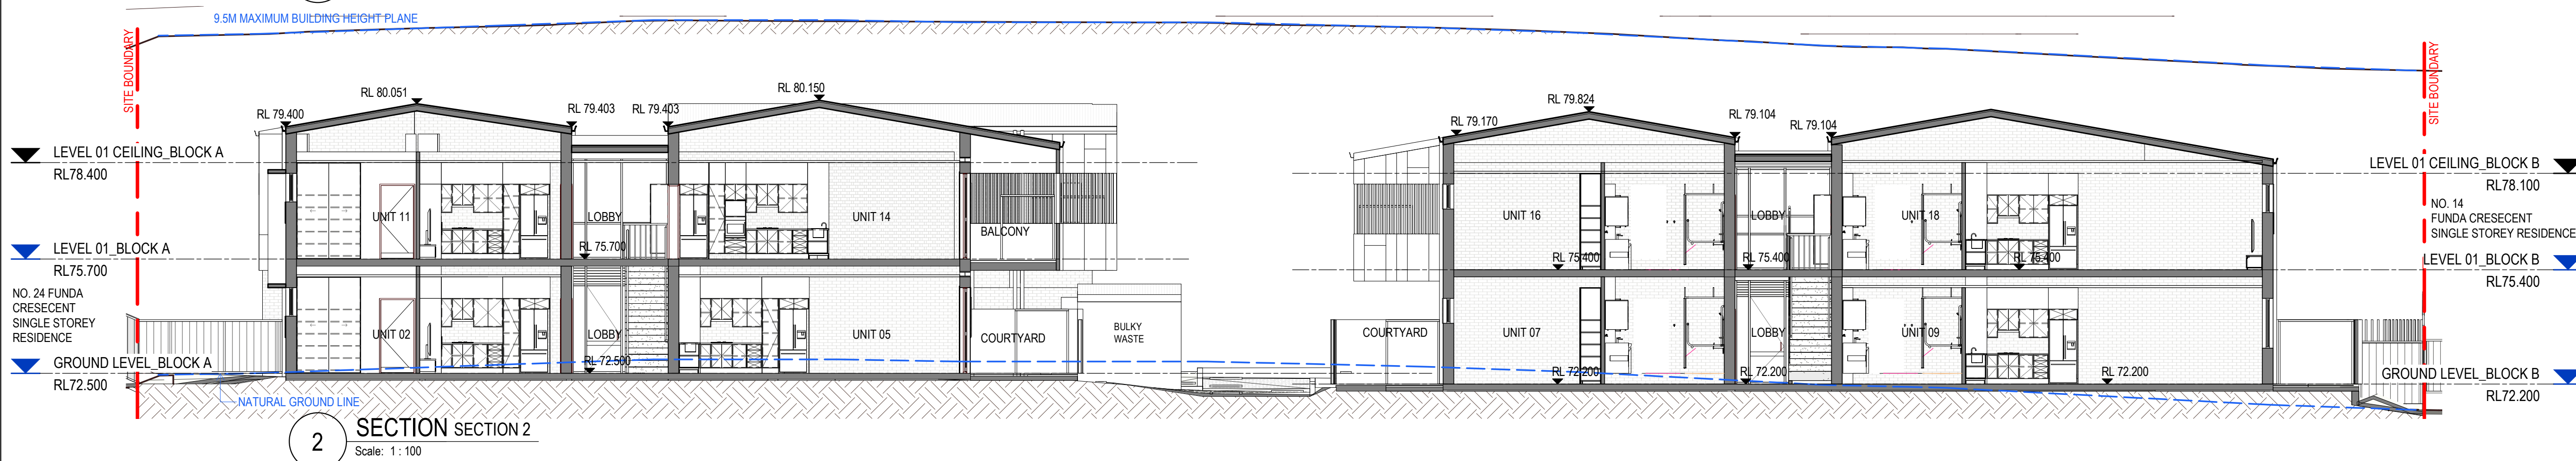 9.5M MAXIMUM BUILDING HEIGHT PLANE
SITE BOUNDARY
SITE BOUNDARY
RL 79.400
RL 80.051
RL 79.403
RL 79.403
RL 80.150
RL 79.170
RL 79.824
RL 79.104
RL 79.104
LEVEL 01 CEILING_BLOCK A
RL78.400
LEVEL 01 CEILING_BLOCK B
RL78.100
UNIT 11
LOBBY
UNIT 14
BALCONY
UNIT 16
LOBBY
UNIT 18
NO. 14
FUNDA CRESECENT
SINGLE STOREY RESIDENCE
LEVEL 01_BLOCK A
RL75.700
RL 75.700
RL 75.400
RL 75.400
RL 75.400
LEVEL 01_BLOCK B
RL75.400
NO. 24 FUNDA
CRESECENT
SINGLE STOREY
RESIDENCE
UNIT 02
LOBBY
UNIT 05
COURTYARD
BULKY
WASTE
COURTYARD
UNIT 07
LOBBY
UNIT 09
GROUND LEVEL_BLOCK A
RL72.500
RL 72.500
RL 72.200
RL 72.200
RL 72.200
GROUND LEVEL_BLOCK B
RL72.200
NATURAL GROUND LINE
2
SECTION SECTION 2
Scale: 1 : 100